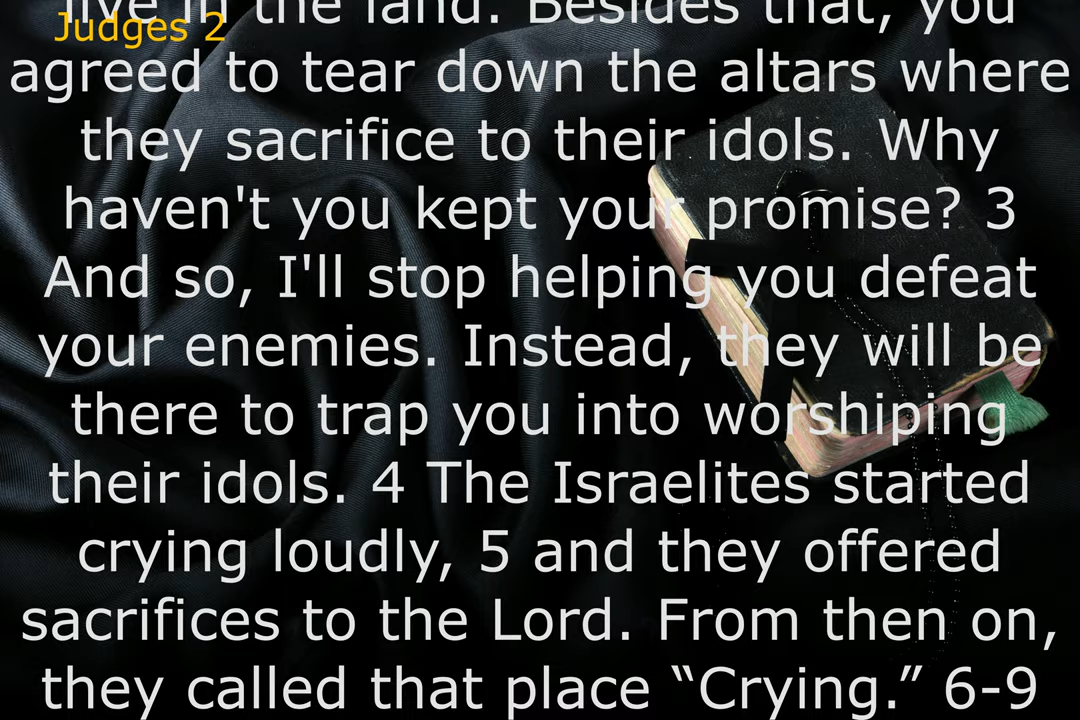 live in the land. Besides that, you
Judges 2
agreed to tear down the altars where
they sacrifice to their idols. Why
haven't you kept your promise? 3
And so, I'll stop helping you defeat
your enemies. Instead, they will be
there to trap you into worshiping
their idols. 4 The Israelites started
crying loudly, 5 and they offered
sacrifices to the Lord. From then on,
they called that place “Crying.” 6-9